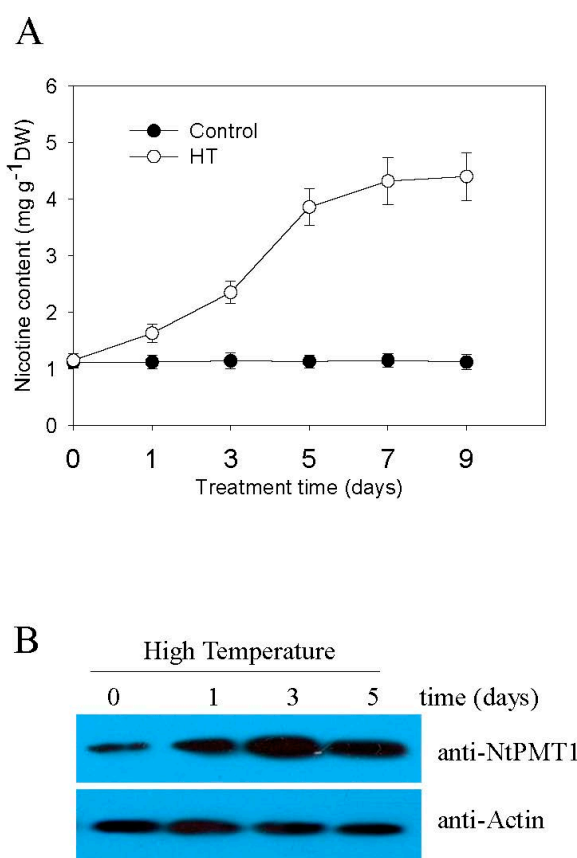 A
6
5
4
3
2
1
0
Nicotine content (mg g-1DW)
Control
HT
0 1 3 5 7 9
Treatment time (days)
B
High Temperature
0 1 3 5 time (days)
anti-NtPMT1
anti-Actin